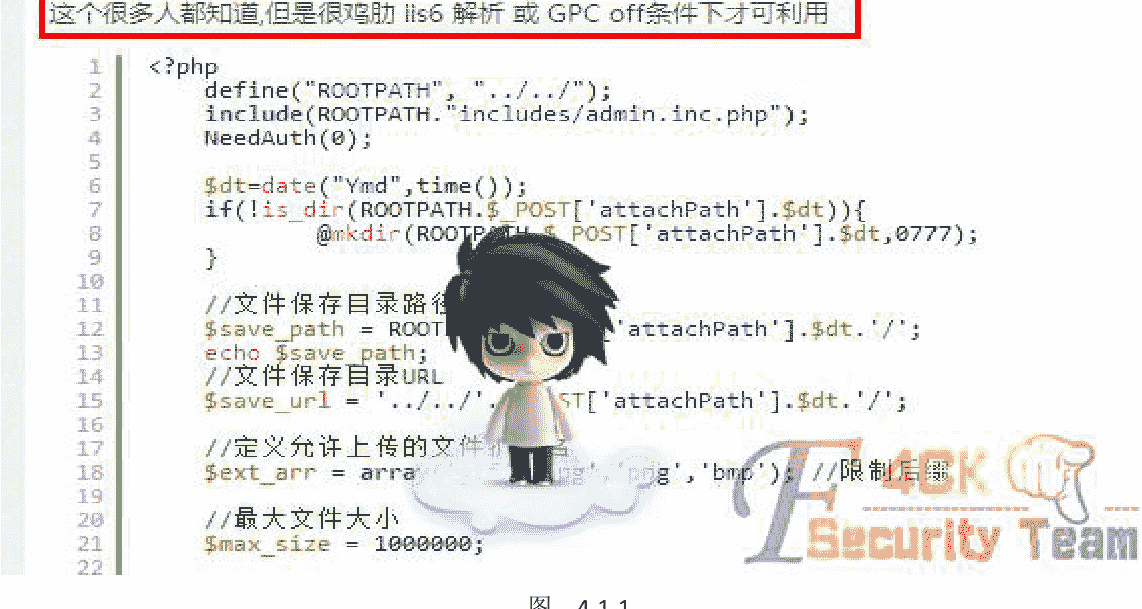 这个很多人都知道,但是很鸡肋 iis6 解析 或 GPC off条件下才可利用
1 <?php
2 define("ROOTPATH", "../../");
3 include(ROOTPATH."includes/admin.inc.php");
4 NeedAuth(0);
5
6 $dt=date("Ymd",time());
7 if(!is_dir(ROOTPATH.$_POST['attachPath'].$dt)){
8 @mkdir(ROOTPATH.$_POST['attachPath'].$dt,0777);
9 }
10
11 //文件保存目录路径
12 $save_path = ROOT 'attachPath'].$dt.'/';
13 echo $save_path;
14 //文件保存目录URL
15 $save_url = '../../'. ST['attachPath'].$dt.'/';
16
17 //定义允许上传的文件
18 $ext_arr = array 'png','bmp'); //限制后缀
19
20 //最大文件大小
21 $max_size = 1000000;
22
F4CK
Security Team
图 4.1.1